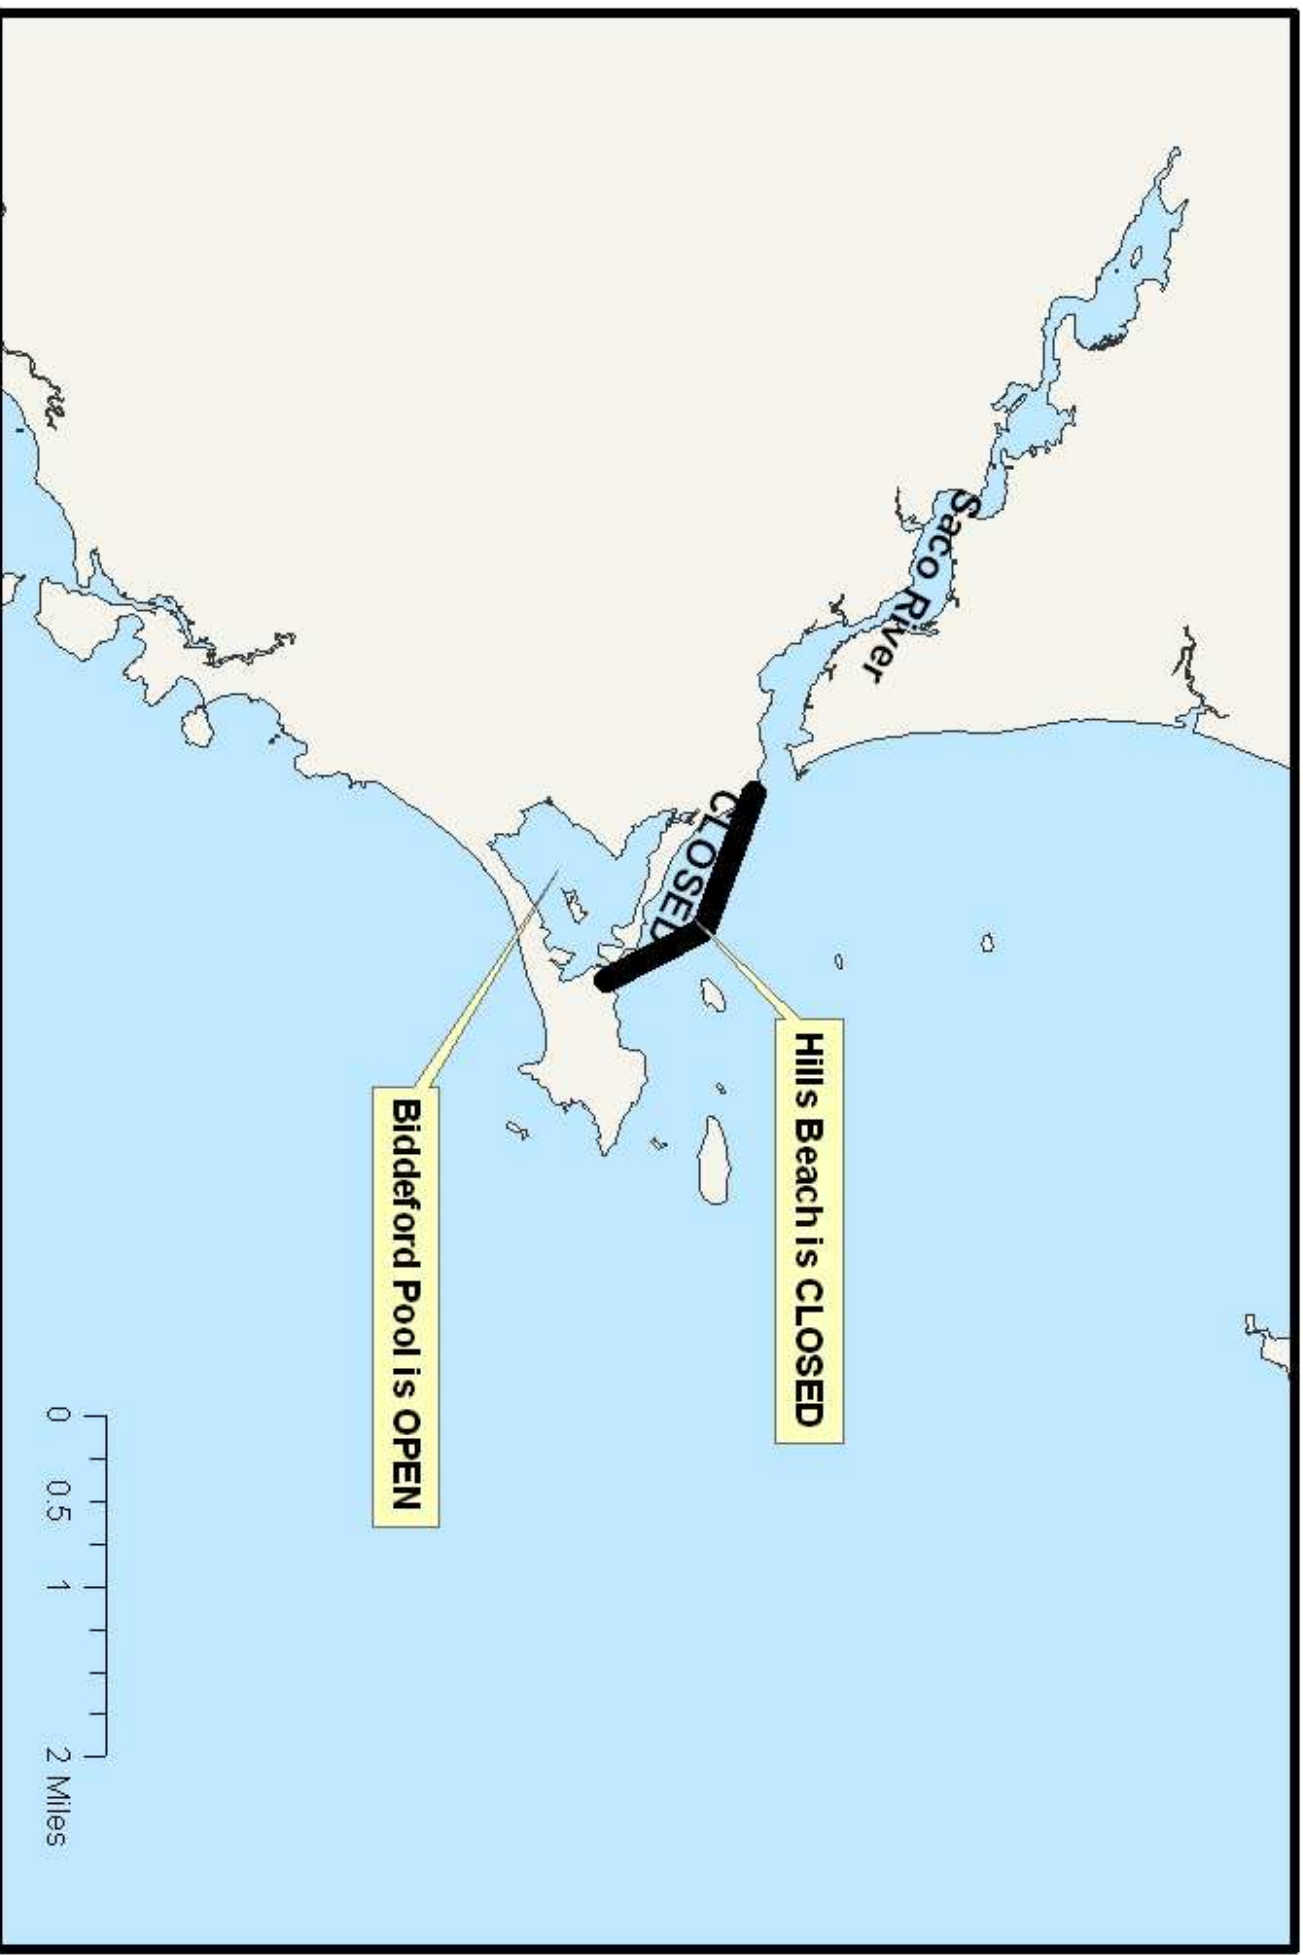 Saco River
CLOSED
Hills Beach is CLOSED
Biddeford Pool is OPEN
0 0.5 1 2 Miles